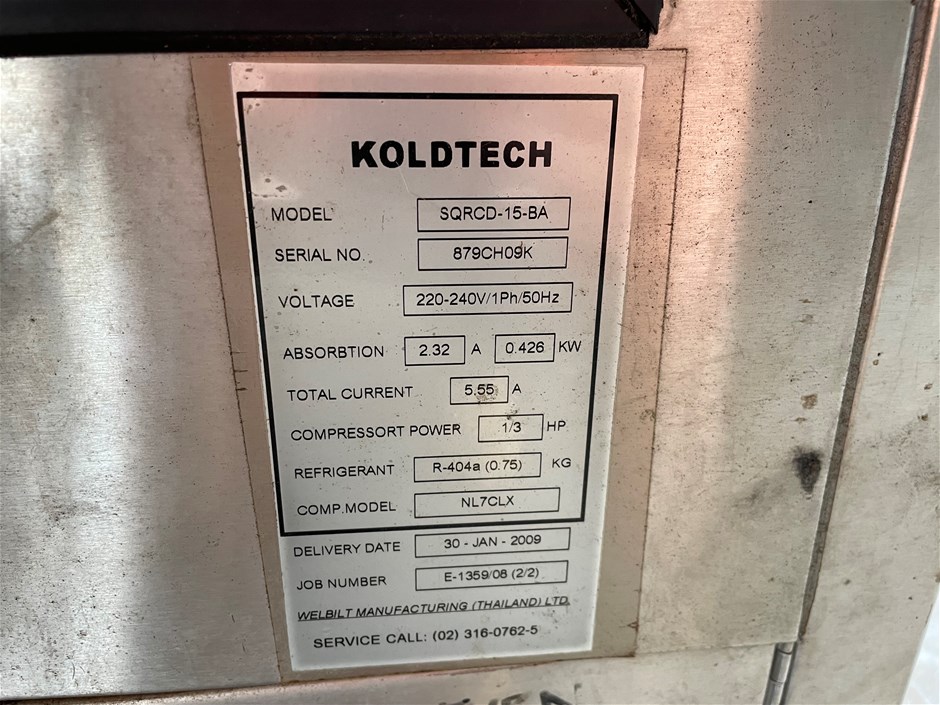 KOLDTECH
MODEL SQRCD-15-BA
SERIAL NO. 879CH09K
VOLTAGE 220-240V/1Ph/50Hz
ABSORBTION 2.32 A 0.426 KW
TOTAL CURRENT 5.55 A
COMPRESSORT POWER 1/3 HP
REFRIGERANT R-404a (0.75) KG
COMP.MODEL NL7CLX
DELIVERY DATE 30 - JAN - 2009
JOB NUMBER E-1359/08 (2/2)
WELBILT MANUFACTURING (THAILAND) LTD.
SERVICE CALL: (02) 316-0762-5